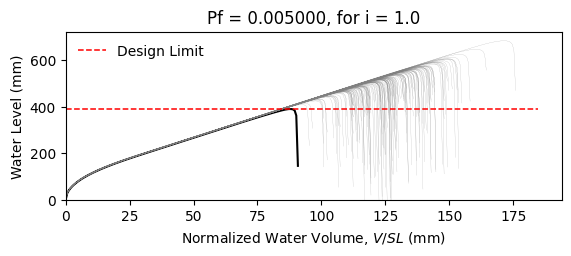 Pf = 0.005000, for i = 1.0
Design Limit
Water Level (mm)
600
400
200
0
0 25 50 75 100 125 150 175
Normalized Water Volume, V/SL (mm)